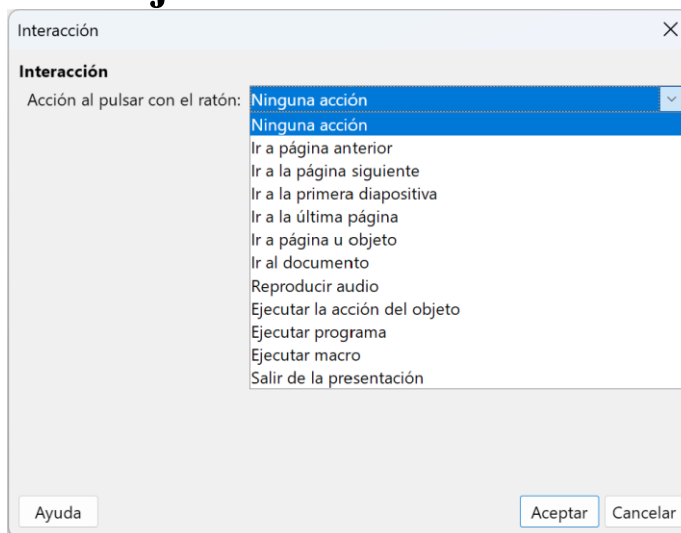 Interacción
Interacción
Acción al pulsar con el ratón: Ninguna acción
Ninguna acción
Ir a página anterior
Ir a la página siguiente
Ir a la primera diapositiva
Ir a la última página
Ir a página u objeto
Ir al documento
Reproducir audio
Ejecutar la acción del objeto
Ejecutar programa
Ejecutar macro
Salir de la presentación
Ayuda Aceptar Cancelar